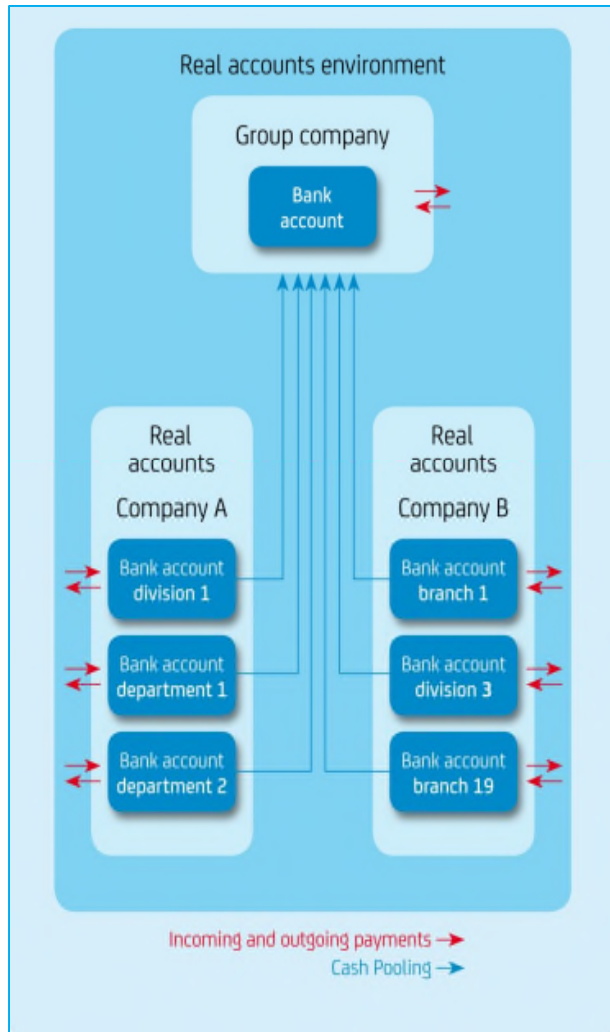 Real accounts environment
Group company
Bank
account
Real
accounts
Company A
Bank account
division 1
Bank account
department 1
Bank account
department 2
Real
accounts
Company B
Bank account
branch 1
Bank account
division 3
Bank account
branch 19
Incoming and outgoing payments
Cash Pooling